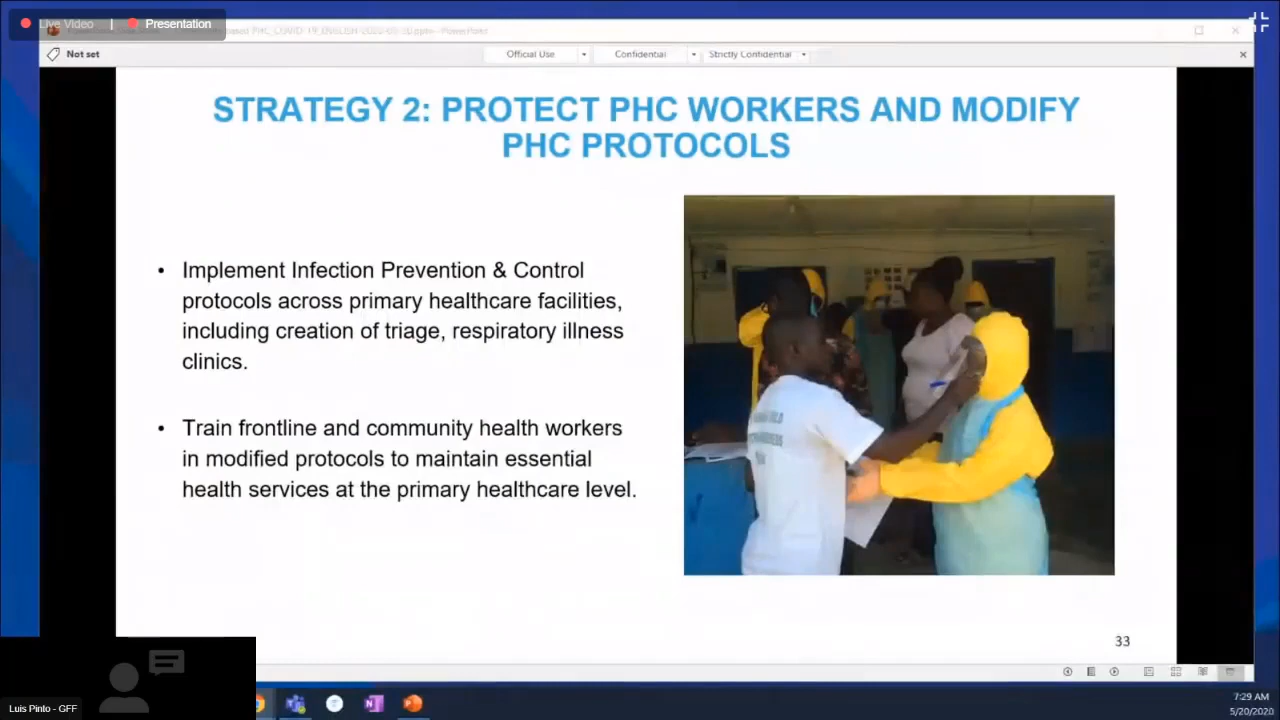 Live Video | Presentation
Not set
Official Use
Confidential
Strictly Confidential
STRATEGY 2: PROTECT PHC WORKERS AND MODIFY
PHC PROTOCOLS
• Implement Infection Prevention & Control
protocols across primary healthcare facilities,
including creation of triage, respiratory illness
clinics.
• Train frontline and community health workers
in modified protocols to maintain essential
health services at the primary healthcare level.
33
Luis Pinto - GFF
7:29 AM
5/20/2020